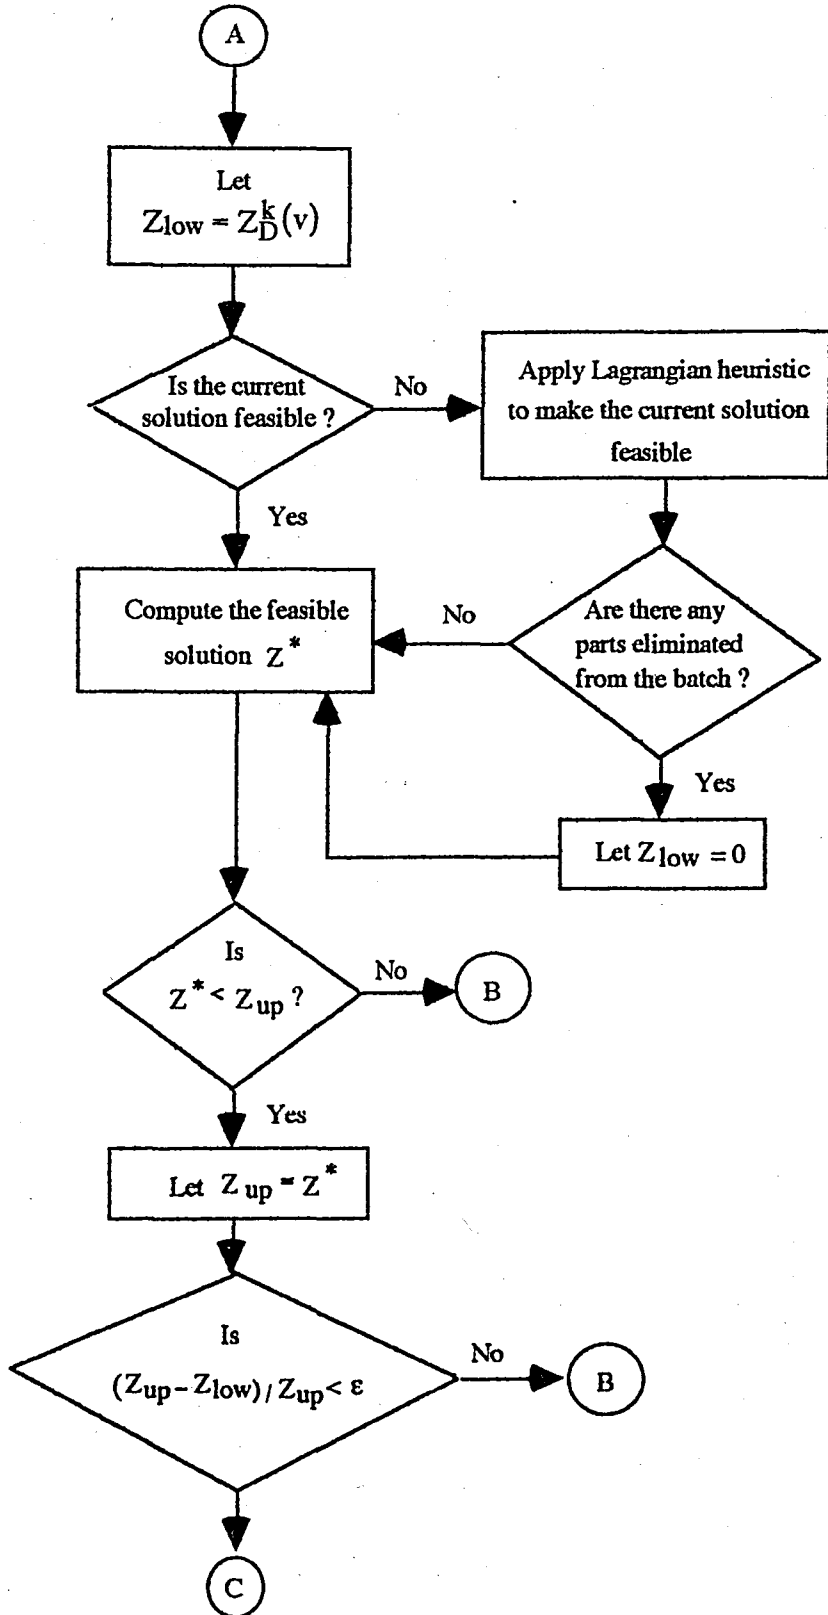 A
Let
Zlow = Z_D^k(v)
Is the current
solution feasible ?
No
Apply Lagrangian heuristic
to make the current solution
feasible
Yes
Compute the feasible
solution Z*
No
Are there any
parts eliminated
from the batch ?
Yes
Let Zlow = 0
Is
Z* < Zup ?
No
B
Yes
Let Zup = Z*
Is
(Zup - Zlow) / Zup < ε
No
B
C